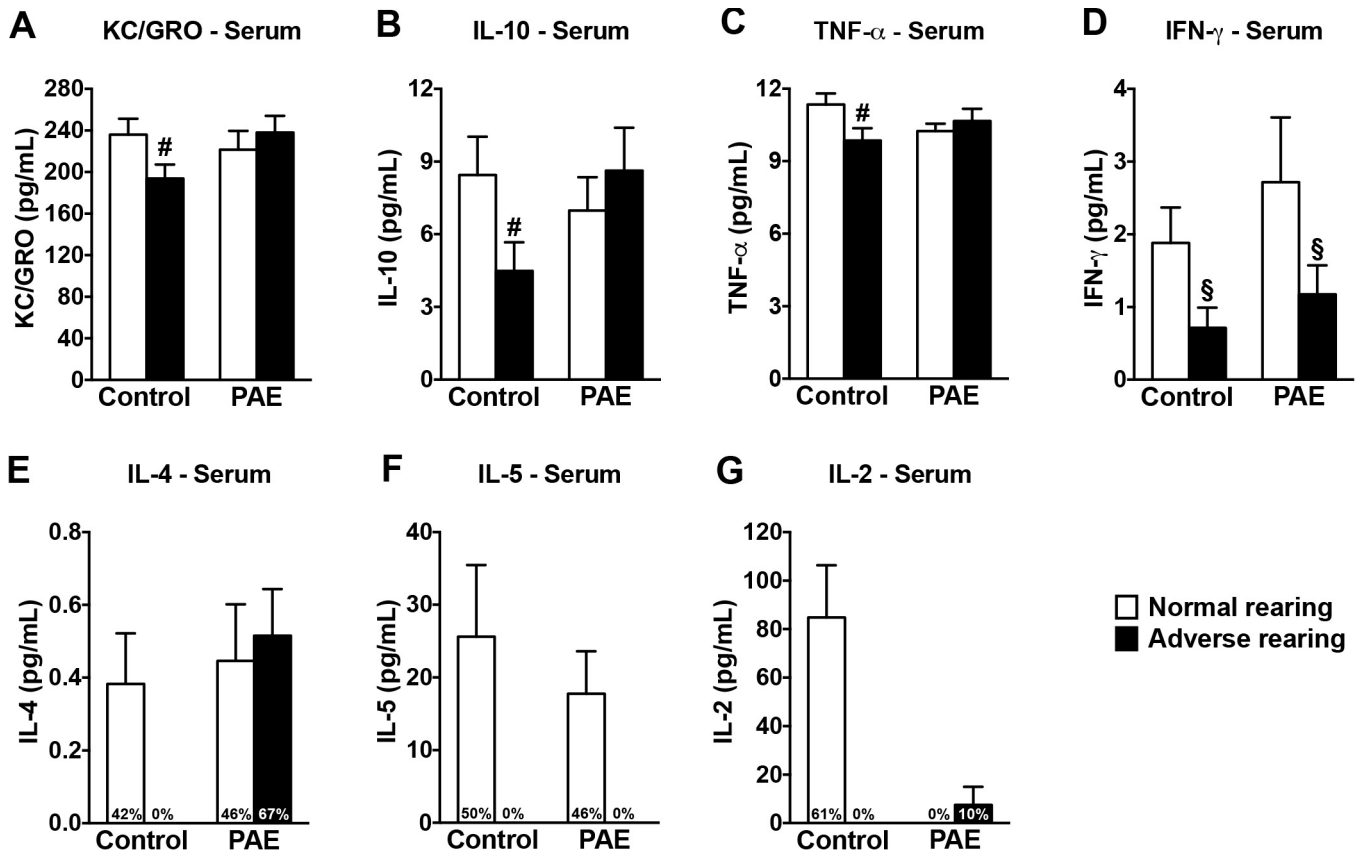 A KC/GRO - Serum
KC/GRO (pg/mL)
280
240
200
160
120
80
40
0
#
Control PAE
B IL-10 - Serum
IL-10 (pg/mL)
12
9
6
3
0
#
Control PAE
C TNF-α - Serum
TNF-α (pg/mL)
12
9
6
3
0
#
Control PAE
D IFN-γ - Serum
IFN-γ (pg/mL)
4
3
2
1
0
§
§
Control PAE
E IL-4 - Serum
IL-4 (pg/mL)
0.8
0.6
0.4
0.2
0.0
42% 0% 46% 67%
Control PAE
F IL-5 - Serum
IL-5 (pg/mL)
40
30
20
10
0
50% 0% 46% 0%
Control PAE
G IL-2 - Serum
IL-2 (pg/mL)
120
100
80
60
40
20
0
61% 0% 0% 10%
Control PAE
Normal rearing
Adverse rearing